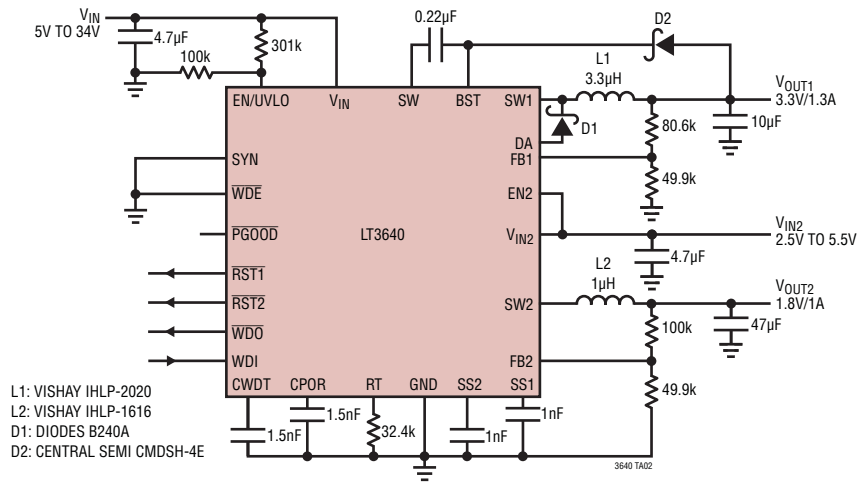 VIN
5V TO 34V
4.7µF
100k
301k
0.22µF
D2
L1
3.3µH
VOUT1
3.3V/1.3A
10µF
EN/UVLO
VIN
SW
BST
SW1
D1
DA
80.6k
FB1
49.9k
SYN
WDE
EN2
PGOOD
LT3640
VIN2
VIN2
2.5V TO 5.5V
4.7µF
RST1
L2
1µH
VOUT2
1.8V/1A
RST2
SW2
47µF
100k
WDO
WDI
FB2
49.9k
CWDT
CPOR
RT
GND
SS2
SS1
1.5nF
1.5nF
32.4k
1nF
1nF
L1: VISHAY IHLP-2020
L2: VISHAY IHLP-1616
D1: DIODES B240A
D2: CENTRAL SEMI CMDSH-4E
3640 TA02